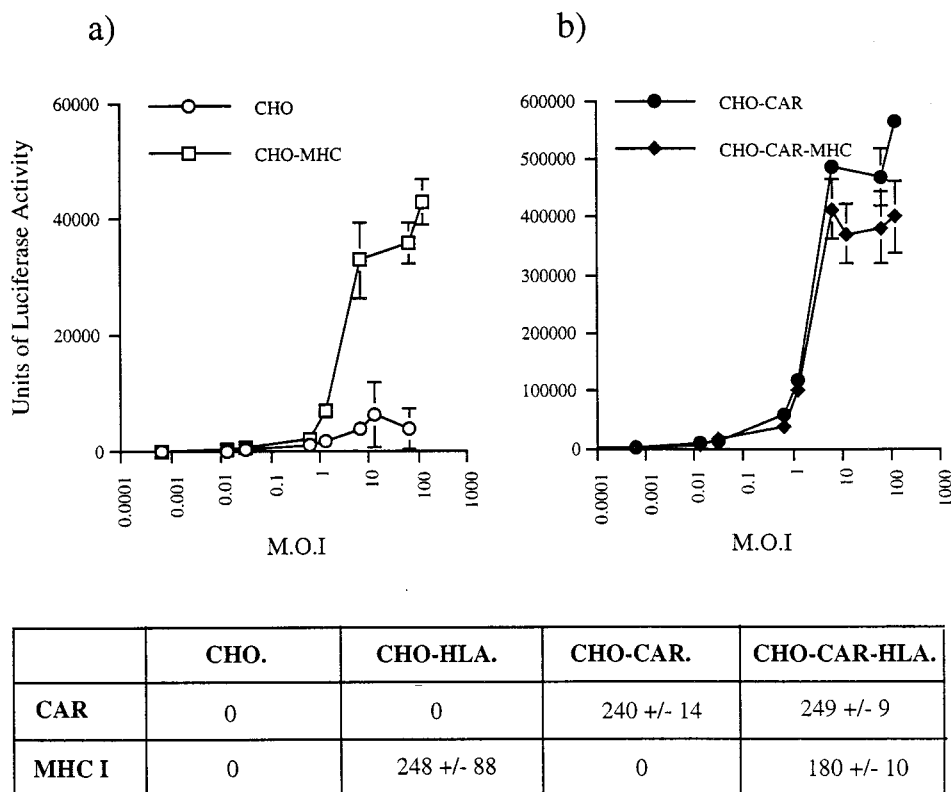 a)
b)
60000
40000
20000
0
Units of Luciferase Activity
CHO
CHO-MHC
0.0001
0.001
0.01
0.1
1
10
100
1000
M.O.I
600000
500000
400000
300000
200000
100000
0
CHO-CAR
CHO-CAR-MHC
0.0001
0.001
0.01
0.1
1
10
100
1000
M.O.I
CHO. CHO-HLA. CHO-CAR. CHO-CAR-HLA.
CAR 0 0 240 +/- 14 249 +/- 9
MHC I 0 248 +/- 88 0 180 +/- 10